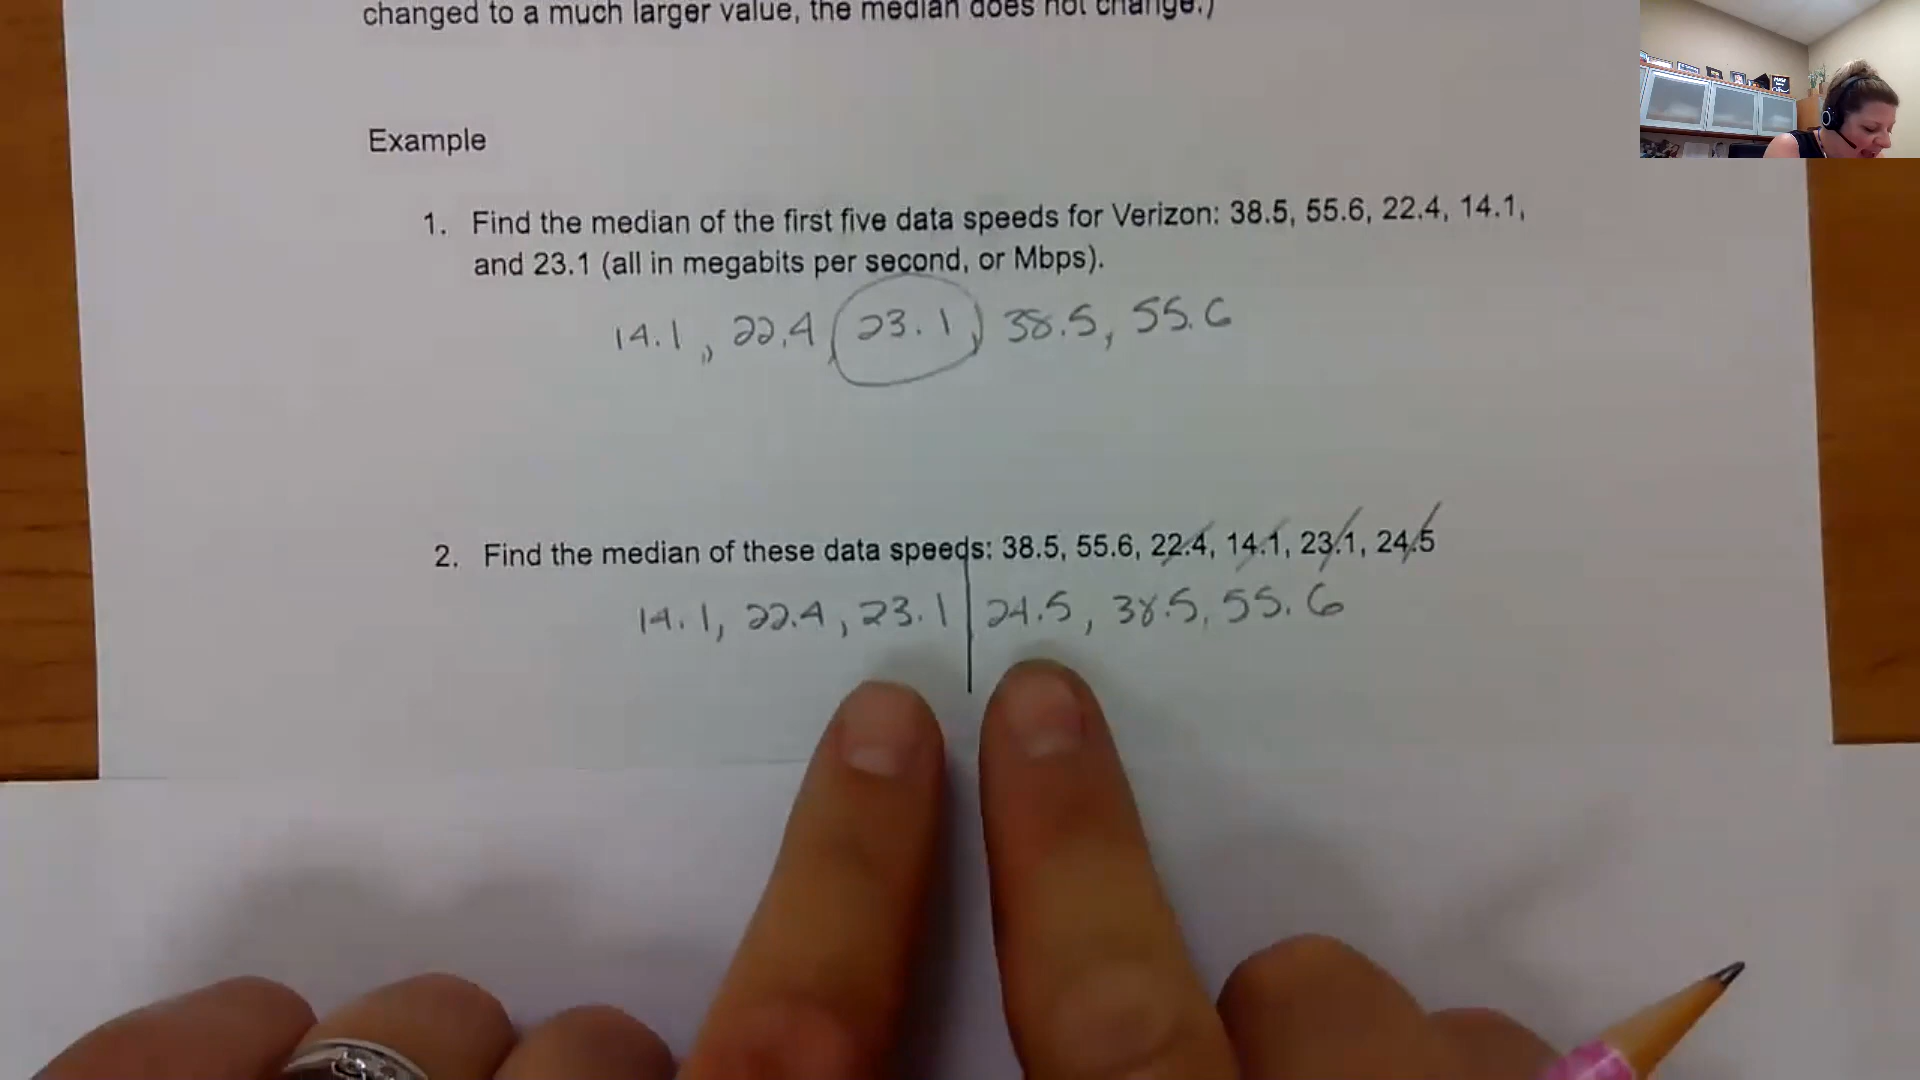 changed to a much larger value, the median does not change.)
Example
1. Find the median of the first five data speeds for Verizon: 38.5, 55.6, 22.4, 14.1,
and 23.1 (all in megabits per second, or Mbps).
14.1, 22.4, 23.1, 38.5, 55.6
2. Find the median of these data speeds: 38.5, 55.6, 22.4, 14.1, 23.1, 24.5
14.1, 22.4, 23.1 | 24.5, 38.5, 55.6